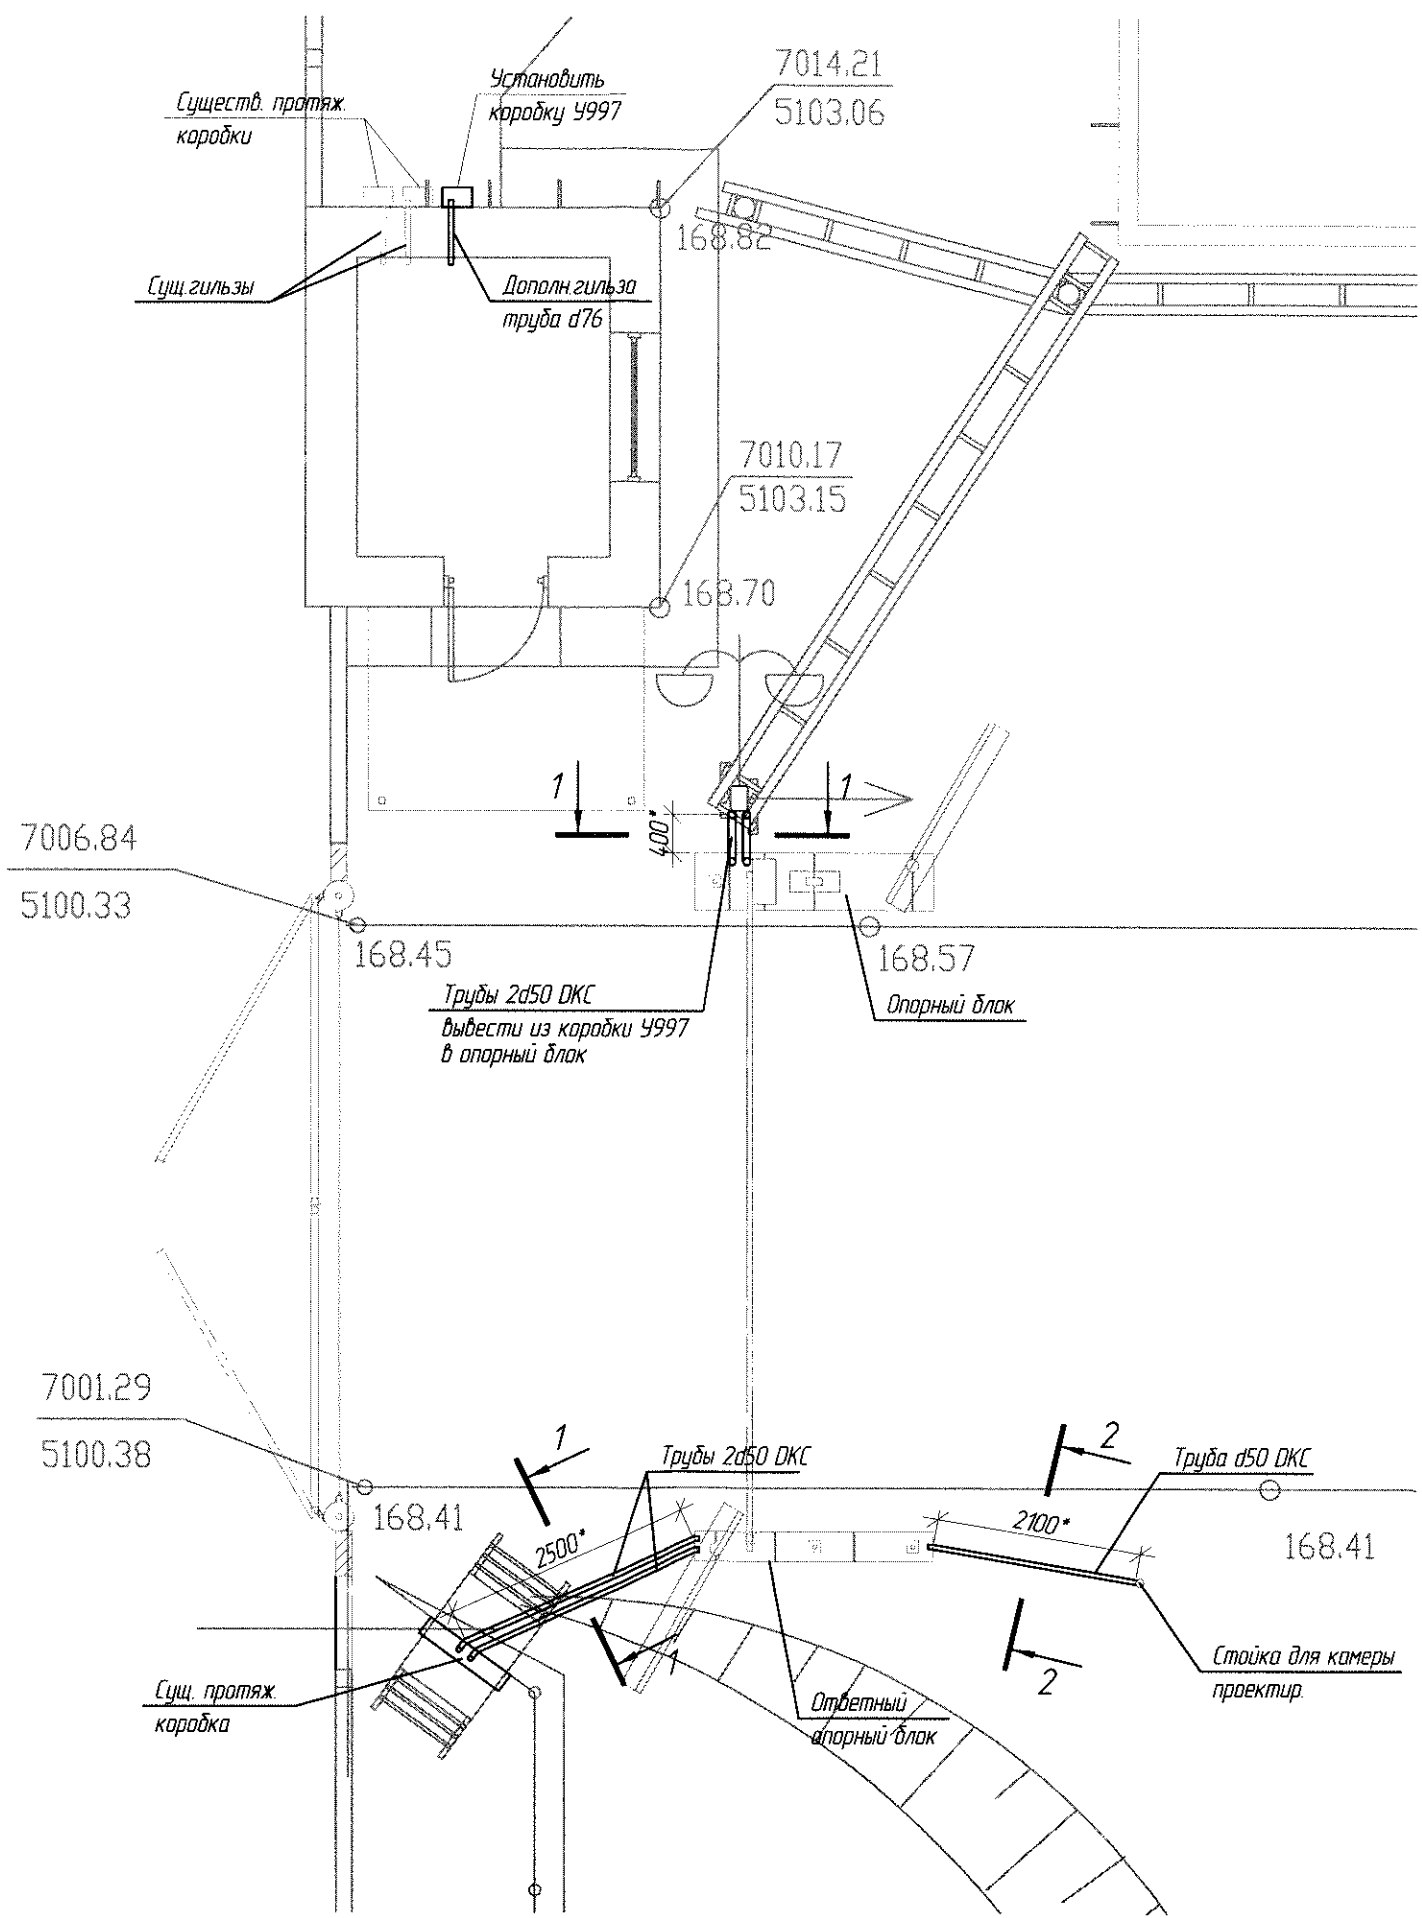 7014.21
5103.06
Установить
коробку У997
Существ. протяж.
коробки
168.82
Сущ.гильзы
Дополн.гильза
труба d76
7010.17
5103.15
168.70
1
1
400*
7006.84
5100.33
168.45
168.57
Трубы 2d50 DKC
вывести из коробки У997
в опорный блок
Опорный блок
7001.29
5100.38
168.41
1
Трубы 2d50 DKC
2
Труба d50 DKC
2500*
2100*
168.41
1
2
Стойка для камеры
проектир.
Сущ. протяж.
коробка
Ответный
опорный блок